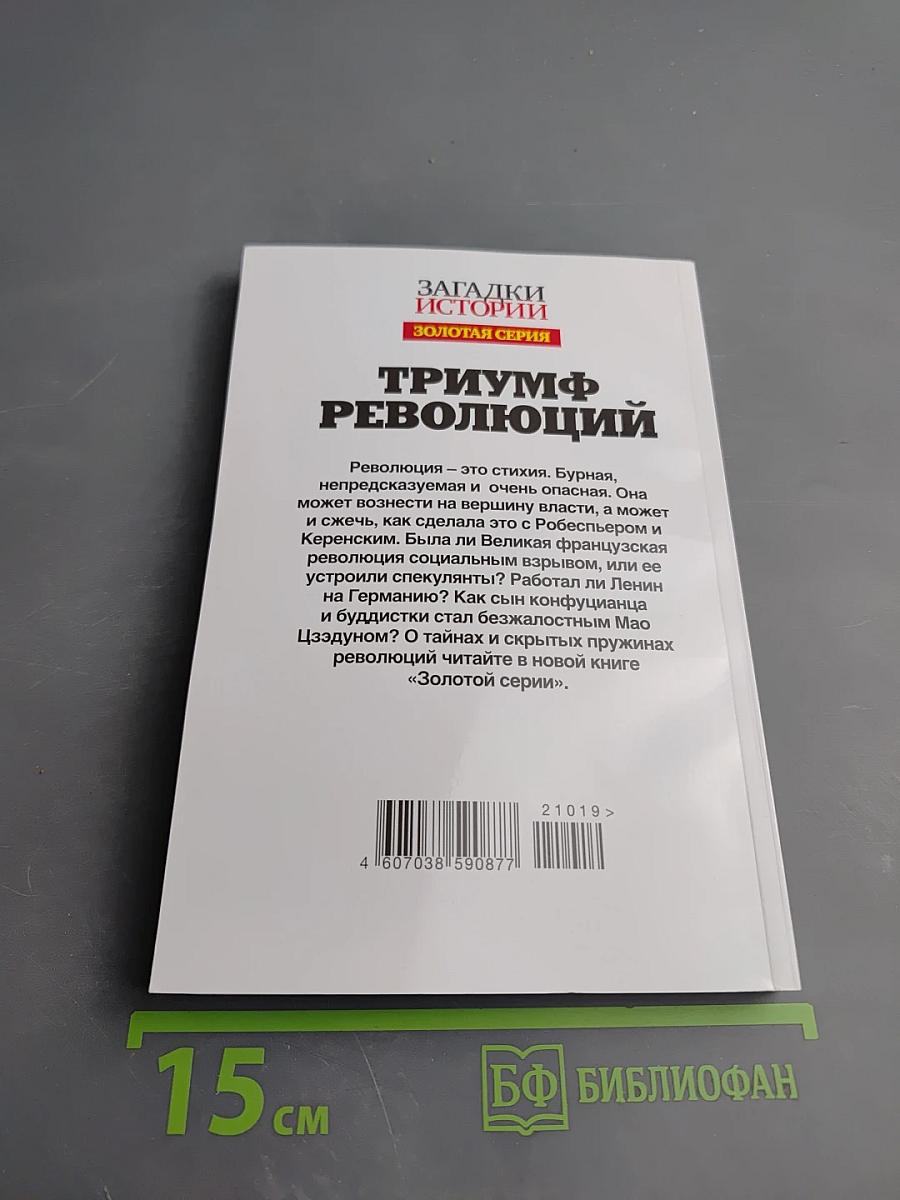 ЗАГАДКИ
ИСТОРИИ
ЗОЛОТАЯ СЕРИЯ
ТРИУМФ
РЕВОЛЮЦИЙ
Революция – это стихия. Бурная,
непредсказуемая и очень опасная. Она
может вознести на вершину власти, а может
и сжечь, как сделала это с Робеспьером и
Керенским. Была ли Великая французская
революция социальным взрывом, или ее
устроили спекулянты? Работал ли Ленин
на Германию? Как сын конфуцианца
и буддистки стал безжалостным Мао
Цзэдуном? О тайнах и скрытых пружинах
революций читайте в новой книге
«Золотой серии».
21019 >
4 607038 590877
15 см
БФ БИБЛИОФАН